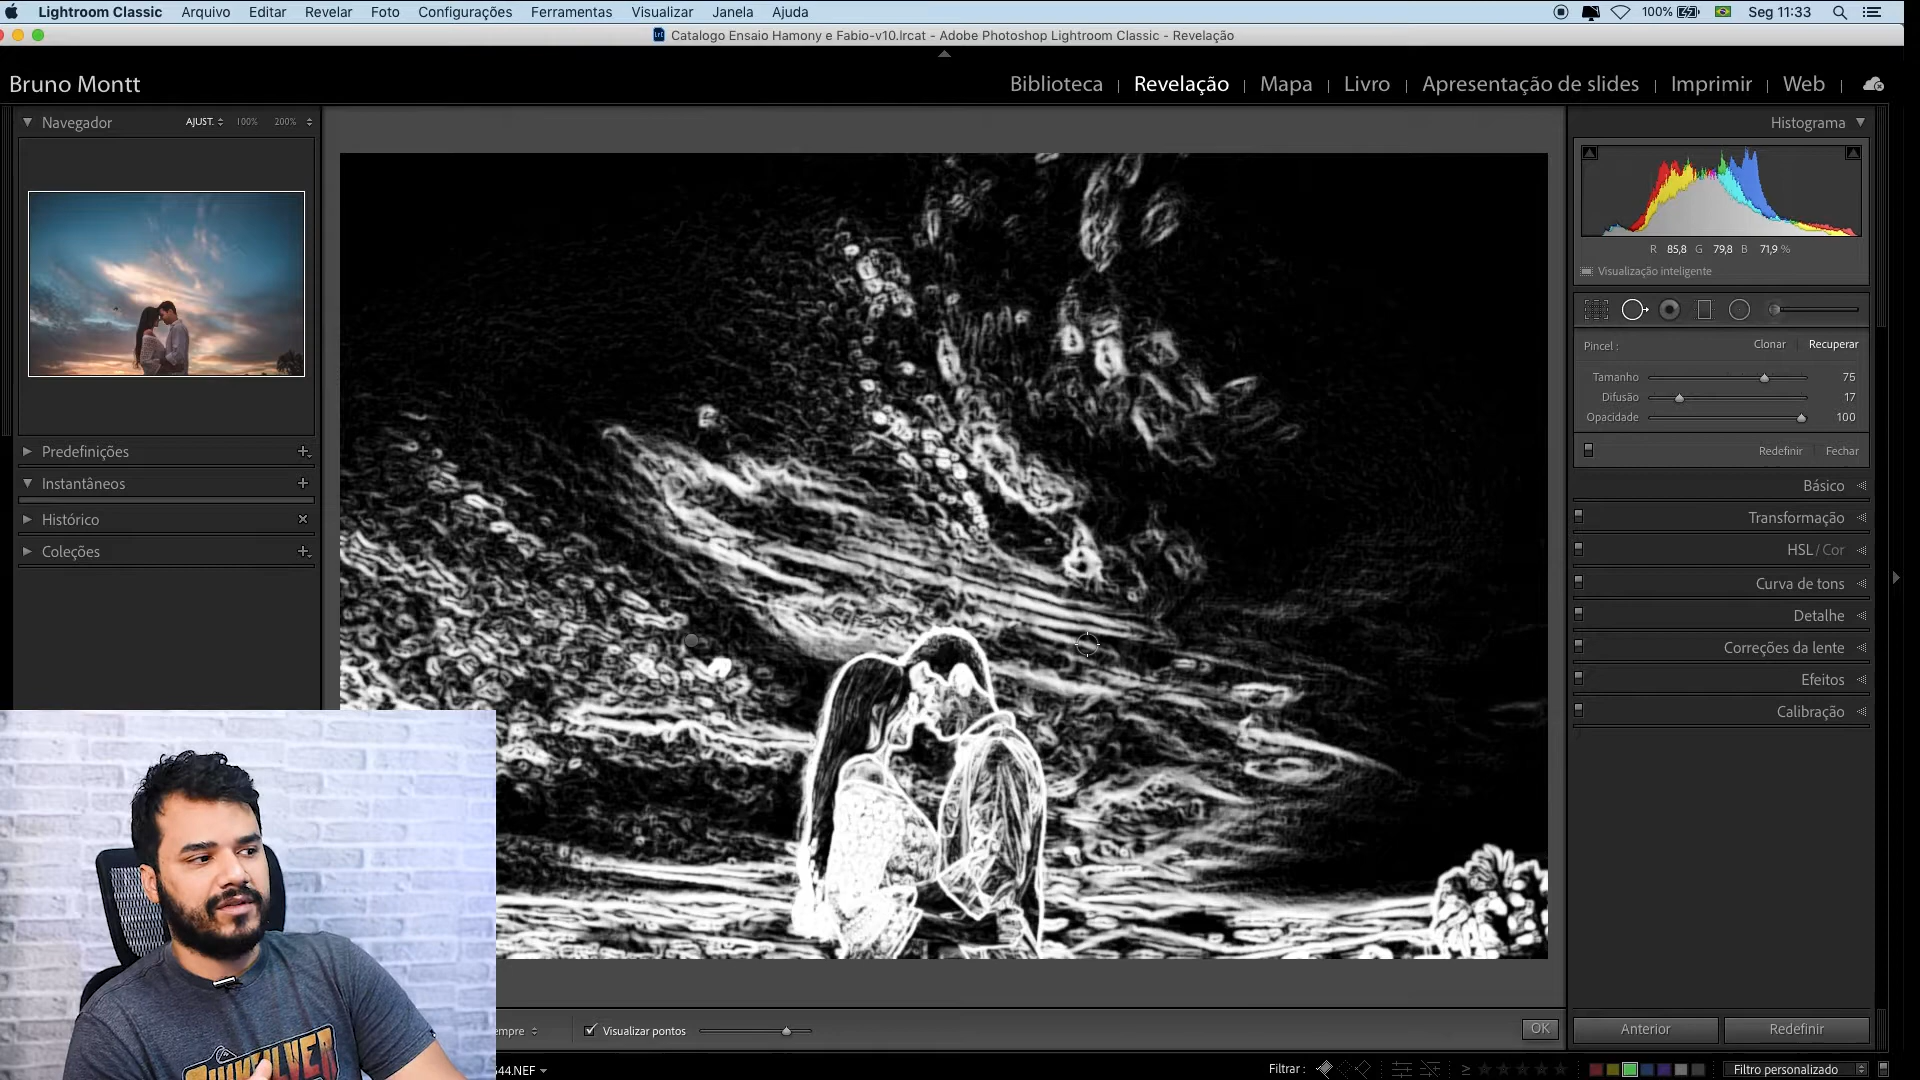 Lightroom Classic Arquivo Editar Revelar Foto Configurações Ferramentas Visualizar Janela Ajuda 100% Seg 11:33
Catalogo Ensaio Hamony e Fabio-v10.lrcat - Adobe Photoshop Lightroom Classic - Revelação
Bruno Montt Biblioteca | Revelação | Mapa | Livro | Apresentação de slides | Imprimir | Web |
Navegador AJUST. 100% 200%
Histograma
R 85,8 G 79,8 B 71,9 %
Visualização inteligente
Pincel : Clonar Recuperar
Tamanho 75
Difusão 17
Opacidade 100
Redefinir Fechar
Predefinições
Instantâneos
Histórico
Coleções
Básico
Transformação
HSL / Cor
Curva de tons
Detalhe
Correções da lente
Efeitos
Calibração
QUIKSILVER
empre Visualizar pontos OK
Anterior Redefinir
44.NEF Filtrar : Filtro personalizado